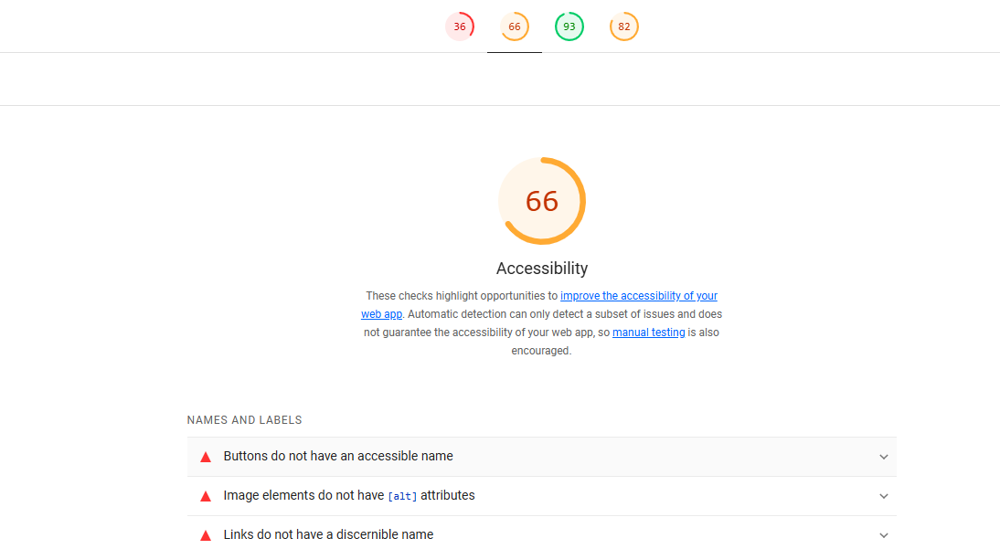 36 66 93 82
66
Accessibility
These checks highlight opportunities to improve the accessibility of your
web app. Automatic detection can only detect a subset of issues and does
not guarantee the accessibility of your web app, so manual testing is also
encouraged.
NAMES AND LABELS
Buttons do not have an accessible name
Image elements do not have [alt] attributes
Links do not have a discernible name